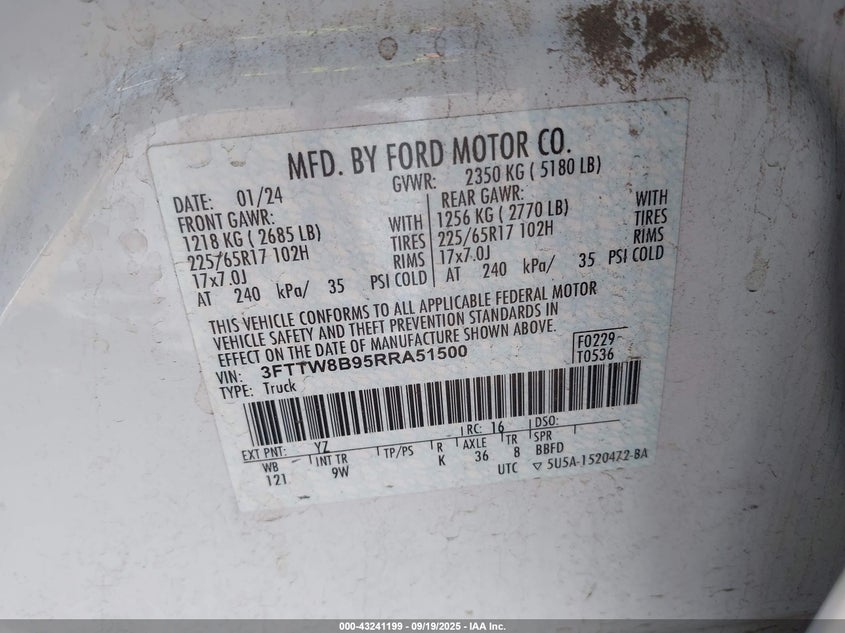 MFD. BY FORD MOTOR CO.
DATE: 01/24 GVWR: 2350 KG ( 5180 LB)
FRONT GAWR: REAR GAWR:
1218 KG ( 2685 LB) WITH 1256 KG ( 2770 LB) WITH
225/65R17 102H TIRES 225/65R17 102H TIRES
17x7.0J RIMS 17x7.0J RIMS
AT 240 kPa/ 35 PSI COLD AT 240 kPa/ 35 PSI COLD
THIS VEHICLE CONFORMS TO ALL APPLICABLE FEDERAL MOTOR
VEHICLE SAFETY AND THEFT PREVENTION STANDARDS IN
EFFECT ON THE DATE OF MANUFACTURE SHOWN ABOVE.
VIN: 3FTTW8B95RRA51500 F0229
TYPE: Truck T0536
EXT PNT: YZ RC: 16 DSO:
WB INT TR TP/PS R AXLE TR SPR
121 9W K 36 8 BBFD
UTC ▽ 5U5A-1520472-BA
000-43241199 - 09/19/2025 - IAA Inc.